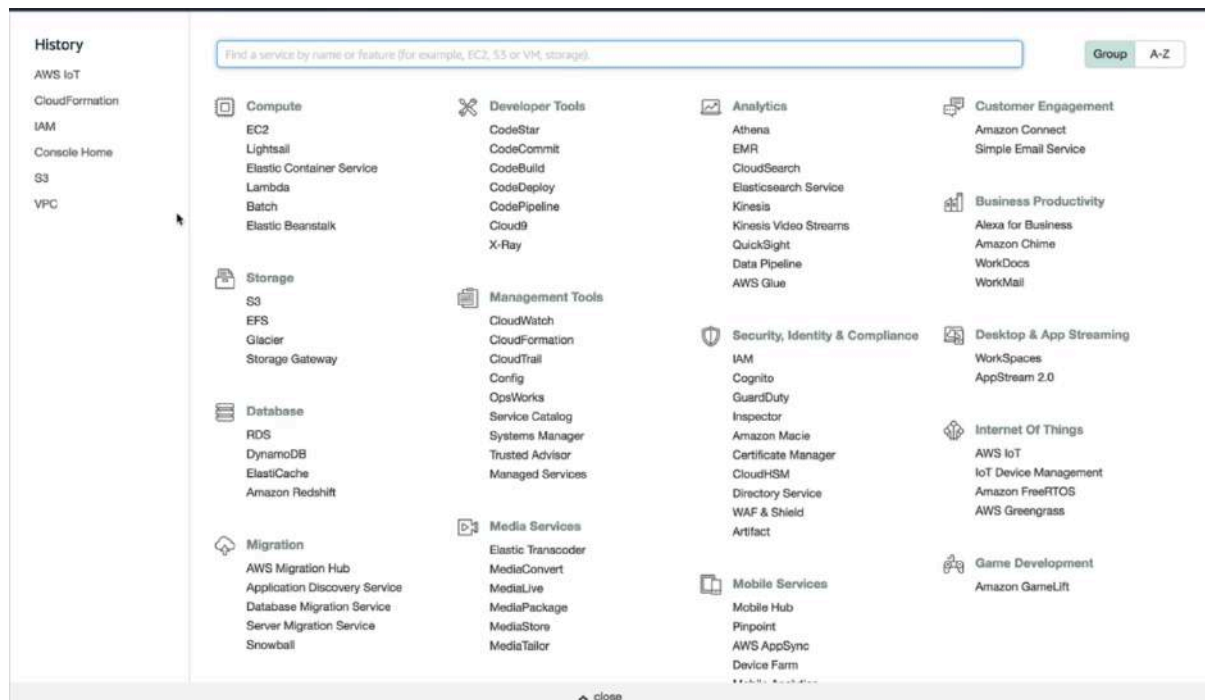 History
AWS IoT
CloudFormation
IAM
Console Home
S3
VPC
Find a service by name or feature (for example, EC2, S3 or VM, storage).
Group A-Z
Compute
EC2
Lightsail
Elastic Container Service
Lambda
Batch
Elastic Beanstalk
Storage
S3
EFS
Glacier
Storage Gateway
Database
RDS
DynamoDB
ElastiCache
Amazon Redshift
Migration
AWS Migration Hub
Application Discovery Service
Database Migration Service
Server Migration Service
Snowball
Developer Tools
CodeStar
CodeCommit
CodeBuild
CodeDeploy
CodePipeline
Cloud9
X-Ray
Management Tools
CloudWatch
CloudFormation
CloudTrail
Config
OpsWorks
Service Catalog
Systems Manager
Trusted Advisor
Managed Services
Media Services
Elastic Transcoder
MediaConvert
MediaLive
MediaPackage
MediaStore
MediaTailor
Analytics
Athena
EMR
CloudSearch
Elasticsearch Service
Kinesis
Kinesis Video Streams
QuickSight
Data Pipeline
AWS Glue
Security, Identity & Compliance
IAM
Cognito
GuardDuty
Inspector
Amazon Macie
Certificate Manager
CloudHSM
Directory Service
WAF & Shield
Artifact
Mobile Services
Mobile Hub
Pinpoint
AWS AppSync
Device Farm
Customer Engagement
Amazon Connect
Simple Email Service
Business Productivity
Alexa for Business
Amazon Chime
WorkDocs
WorkMail
Desktop & App Streaming
WorkSpaces
AppStream 2.0
Internet Of Things
AWS IoT
IoT Device Management
Amazon FreeRTOS
AWS Greengrass
Game Development
Amazon GameLift
close